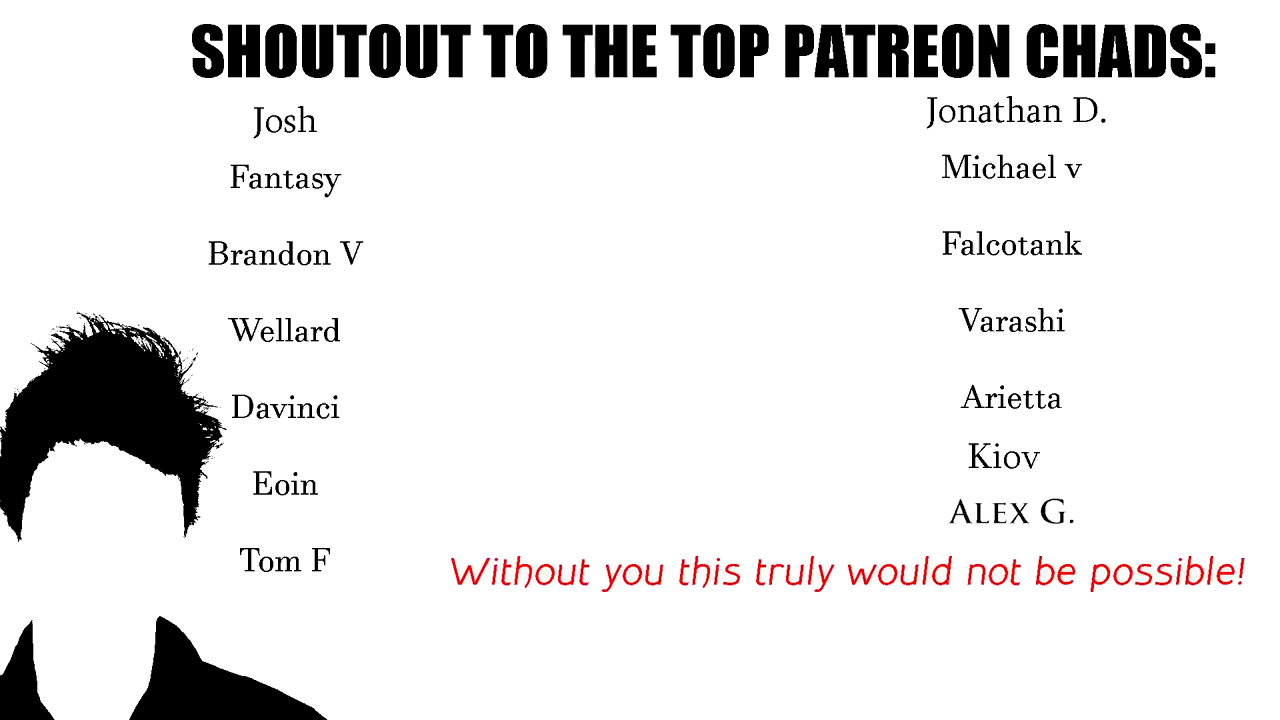 SHOUTOUT TO THE TOP PATREON CHADS:
Josh
Fantasy
Brandon V
Wellard
Davinci
Eoin
Tom F
Jonathan D.
Michael v
Falcotank
Varashi
Arietta
Kiov
ALEX G.
Without you this truly would not be possible!